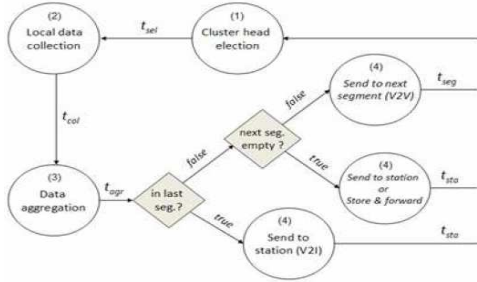 (2)
Local data
collection
t_sel
(1)
Cluster head
election
t_col
(3)
Data
aggregation
t_agr
in last
seg.?
false
true
next seg.
empty ?
false
true
(4)
Send to next
segment (V2V)
t_seg
(4)
Send to station
or
Store & forward
t_sta
(4)
Send to
station (V2I)
t_sta